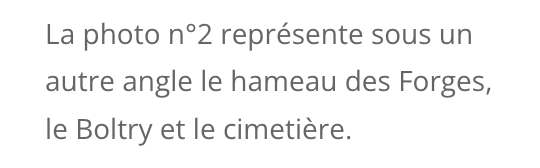 La photo n°2 représente sous un
autre angle le hameau des Forges,
le Boltry et le cimetière.